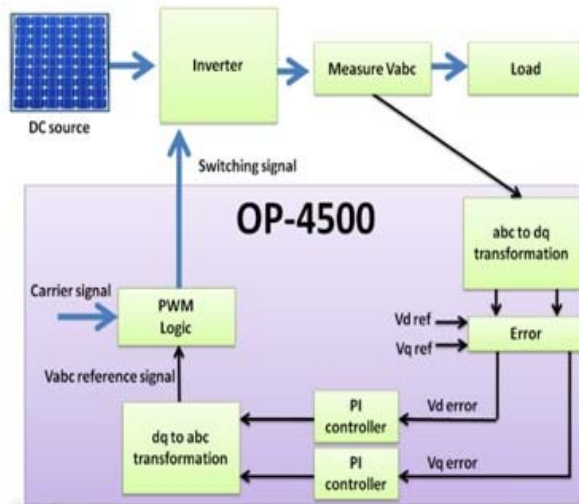 Inverter
Measure Vabc
Load
DC source
Switching signal
OP-4500
abc to dq
transformation
Carrier signal
PWM
Logic
Vd ref
Vq ref
Error
Vabc reference signal
PI
controller
Vd error
dq to abc
transformation
PI
controller
Vq error